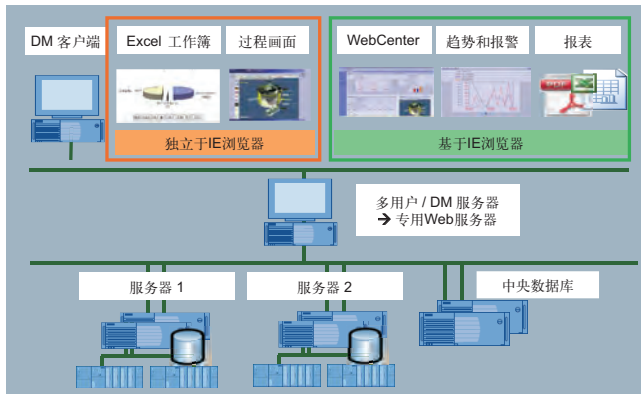 DM 客户端
Excel 工作簿
过程画面
WebCenter
趋势和报警
报表
独立于IE浏览器
基于IE浏览器
多用户 / DM 服务器
➔ 专用Web服务器
服务器 1
服务器 2
中央数据库